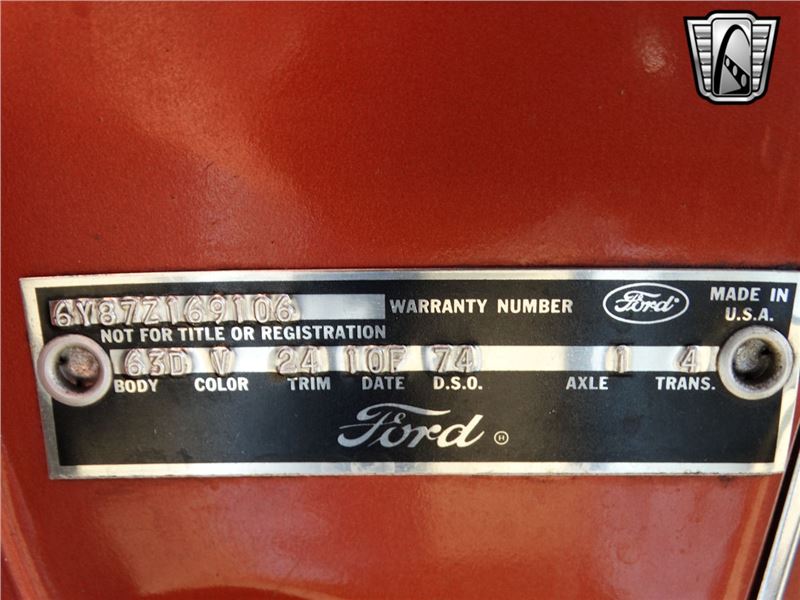 6Y87Z169106 WARRANTY NUMBER Ford MADE IN U.S.A.
NOT FOR TITLE OR REGISTRATION
63D V 24 10F 74 1 4
BODY COLOR TRIM DATE D.S.O. AXLE TRANS.
Ford H